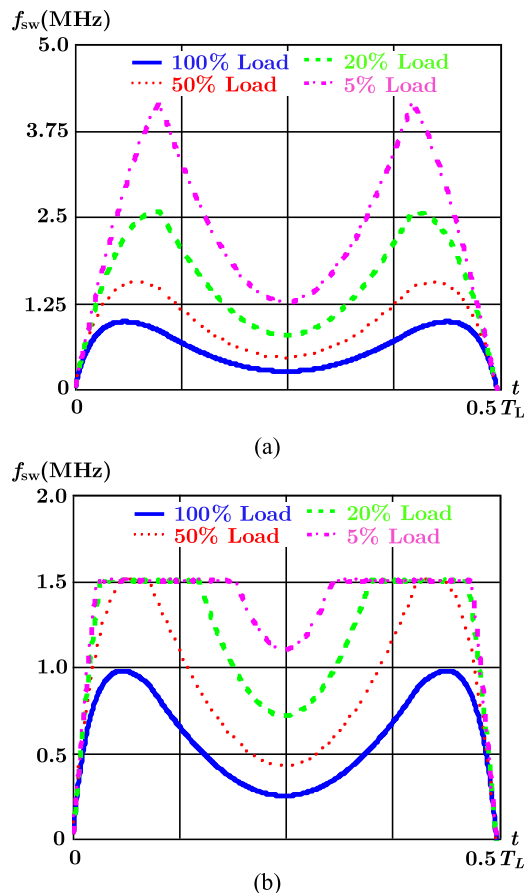 f_sw(MHz)
5.0
100% Load 20% Load
50% Load 5% Load
3.75
2.5
1.25
0
t
0 0.5 T_L
(a)
f_sw(MHz)
2.0
100% Load 20% Load
50% Load 5% Load
1.5
1.0
0.5
0
t
0 0.5 T_L
(b)